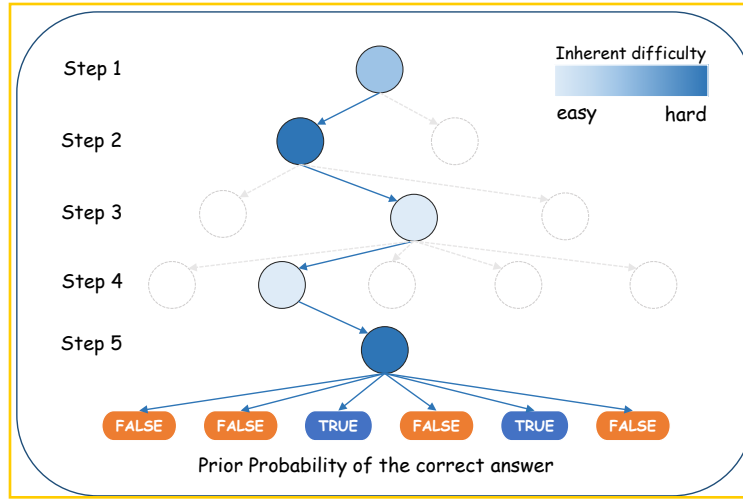 Step 1
Inherent difficulty
easy hard
Step 2
Step 3
Step 4
Step 5
FALSE FALSE TRUE FALSE TRUE FALSE
Prior Probability of the correct answer